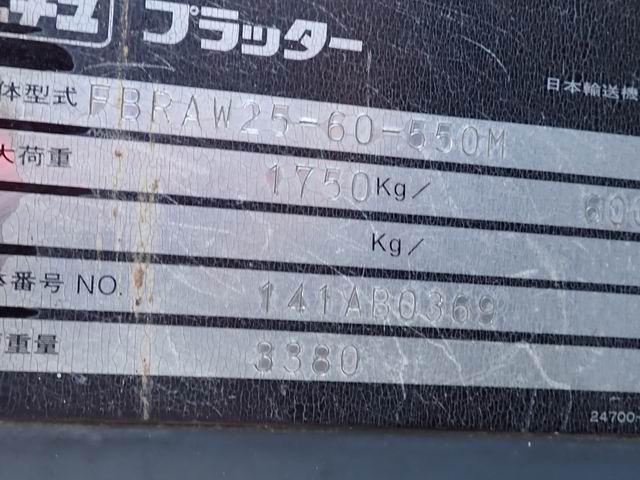 プラッター
日本輸送機
体型式 FBRAW25-60-550M
大荷重 1750Kg/ 600
Kg/
体番号 NO. 141AB0369
重量 3380
24700-